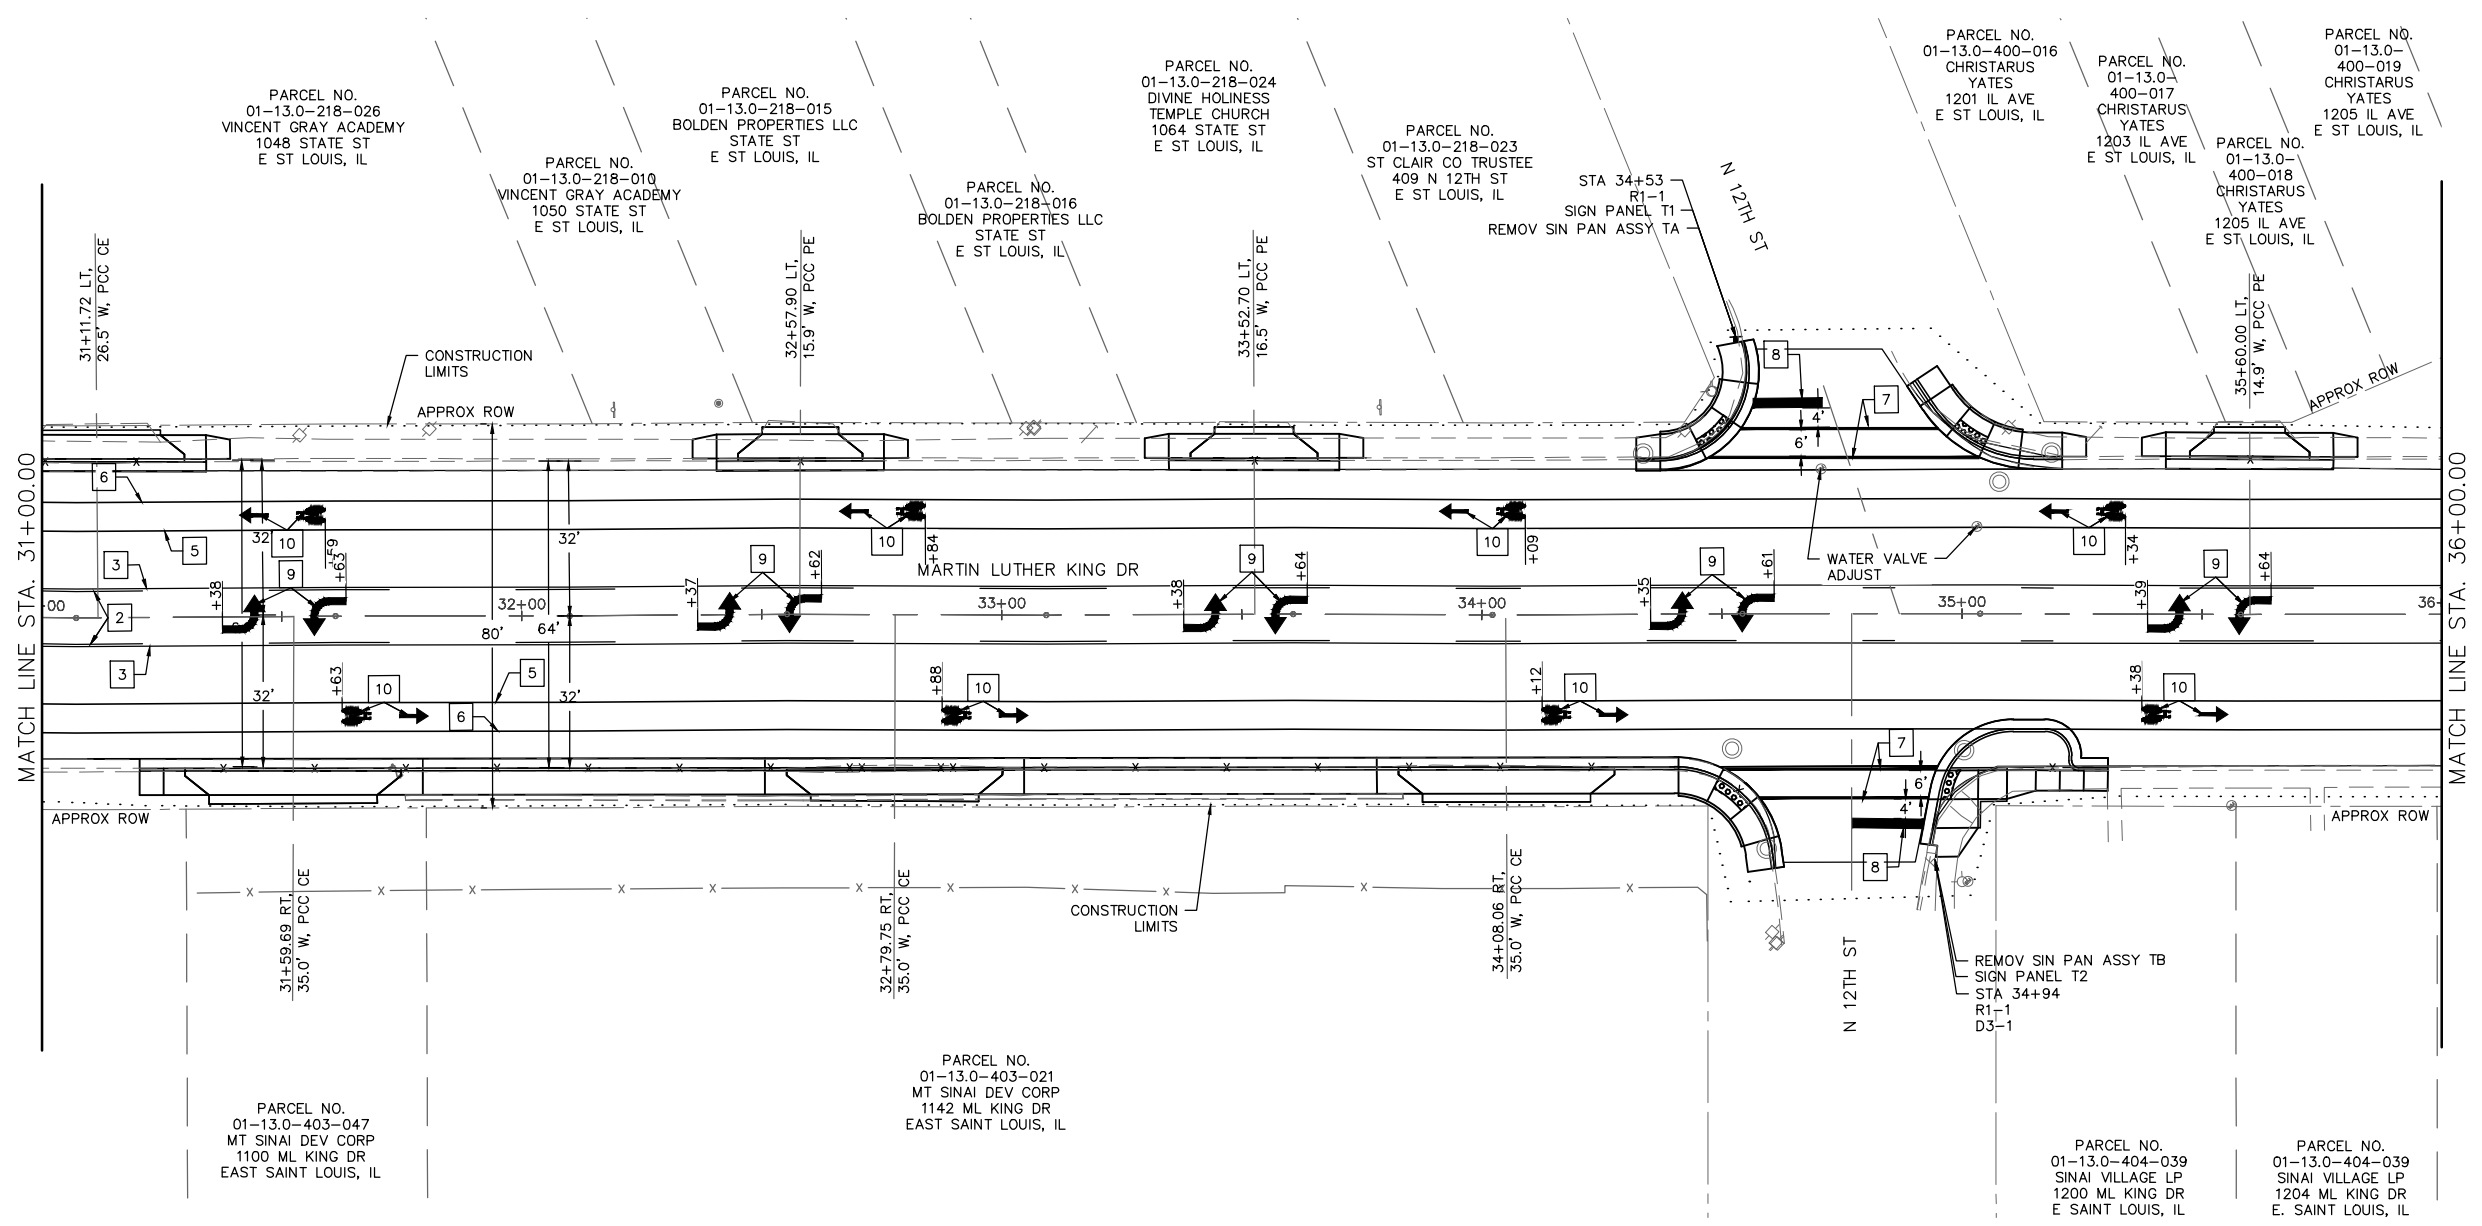 PARCEL NO.
01-13.0-218-026
VINCENT GRAY ACADEMY
1048 STATE ST
E ST LOUIS, IL
PARCEL NO.
01-13.0-218-010
VINCENT GRAY ACADEMY
1050 STATE ST
E ST LOUIS, IL
PARCEL NO.
01-13.0-218-015
BOLDEN PROPERTIES LLC
STATE ST
E ST LOUIS, IL
PARCEL NO.
01-13.0-218-016
BOLDEN PROPERTIES LLC
STATE ST
E ST LOUIS, IL
PARCEL NO.
01-13.0-218-024
DIVINE HOLINESS
TEMPLE CHURCH
1064 STATE ST
E ST LOUIS, IL
PARCEL NO.
01-13.0-218-023
ST CLAIR CO TRUSTEE
409 N 12TH ST
E ST LOUIS, IL
STA 34+53
R1-1
SIGN PANEL T1
REMOV SIN PAN ASSY TA
N 12TH ST
PARCEL NO.
01-13.0-400-016
CHRISTARUS
YATES
1201 IL AVE
E ST LOUIS, IL
PARCEL NO.
01-13.0-
400-017
CHRISTARUS
YATES
1203 IL AVE
E ST LOUIS, IL
PARCEL NO.
01-13.0-
400-018
CHRISTARUS
YATES
1205 IL AVE
E ST LOUIS, IL
PARCEL NO.
01-13.0-
400-019
CHRISTARUS
YATES
1205 IL AVE
E ST LOUIS, IL
31+11.72 LT,
26.5' W, PCC CE
32+57.90 LT,
15.9' W, PCC PE
33+52.70 LT,
16.5' W, PCC PE
35+60.00 LT,
14.9' W, PCC PE
CONSTRUCTION
LIMITS
APPROX ROW
APPROX ROW
8
7
4'
6'
MATCH LINE STA. 31+00.00
MATCH LINE STA. 36+00.00
6
5
3
2
3
10
+59
10
+84
10
+09
10
+34
32'
32'
WATER VALVE
ADJUST
MARTIN LUTHER KING DR
+38
9
+63
+37
9
+62
+38
9
+64
+35
9
+61
+39
9
+64
00
32+00
33+00
34+00
35+00
36
80'
64'
32'
32'
5
6
+63
10
+88
10
+12
10
+38
10
7
6'
4'
8
APPROX ROW
APPROX ROW
31+59.69 RT,
35.0' W, PCC CE
32+79.75 RT,
35.0' W, PCC CE
34+08.06 RT,
35.0' W, PCC CE
CONSTRUCTION
LIMITS
N 12TH ST
REMOV SIN PAN ASSY TB
SIGN PANEL T2
STA 34+94
R1-1
D3-1
PARCEL NO.
01-13.0-403-047
MT SINAI DEV CORP
1100 ML KING DR
EAST SAINT LOUIS, IL
PARCEL NO.
01-13.0-403-021
MT SINAI DEV CORP
1142 ML KING DR
EAST SAINT LOUIS, IL
PARCEL NO.
01-13.0-404-039
SINAI VILLAGE LP
1200 ML KING DR
E SAINT LOUIS, IL
PARCEL NO.
01-13.0-404-039
SINAI VILLAGE LP
1204 ML KING DR
E. SAINT LOUIS, IL